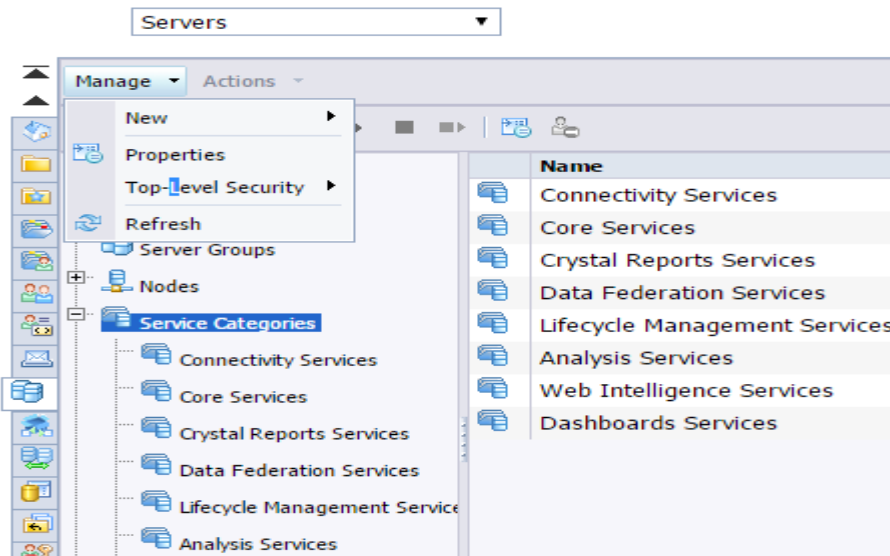 Servers
Manage Actions
New
Properties
Top-Level Security
Refresh
Server Groups
Nodes
Service Categories
Connectivity Services
Core Services
Crystal Reports Services
Data Federation Services
Lifecycle Management Service
Analysis Services
Name
Connectivity Services
Core Services
Crystal Reports Services
Data Federation Services
Lifecycle Management Services
Analysis Services
Web Intelligence Services
Dashboards Services